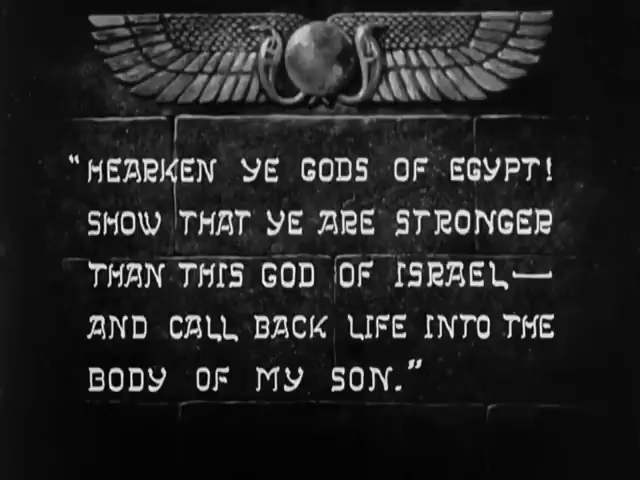 "HEARKEN YE GODS OF EGYPT!
SHOW THAT YE ARE STRONGER
THAN THIS GOD OF ISRAEL—
AND CALL BACK LIFE INTO THE
BODY OF MY SON."